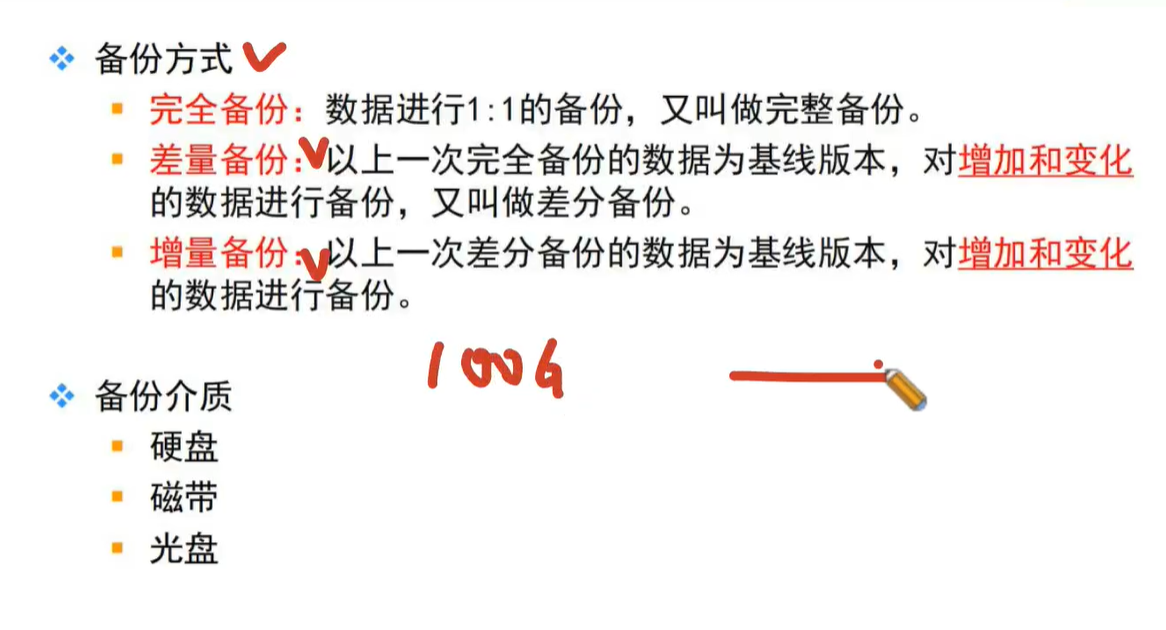 备份方式
完全备份：数据进行1:1的备份，又叫做完整备份。
差量备份：以上一次完全备份的数据为基线版本，对增加和变化
的数据进行备份，又叫做差分备份。
增量备份：以上一次差分备份的数据为基线版本，对增加和变化
的数据进行备份。
100G
备份介质
硬盘
磁带
光盘